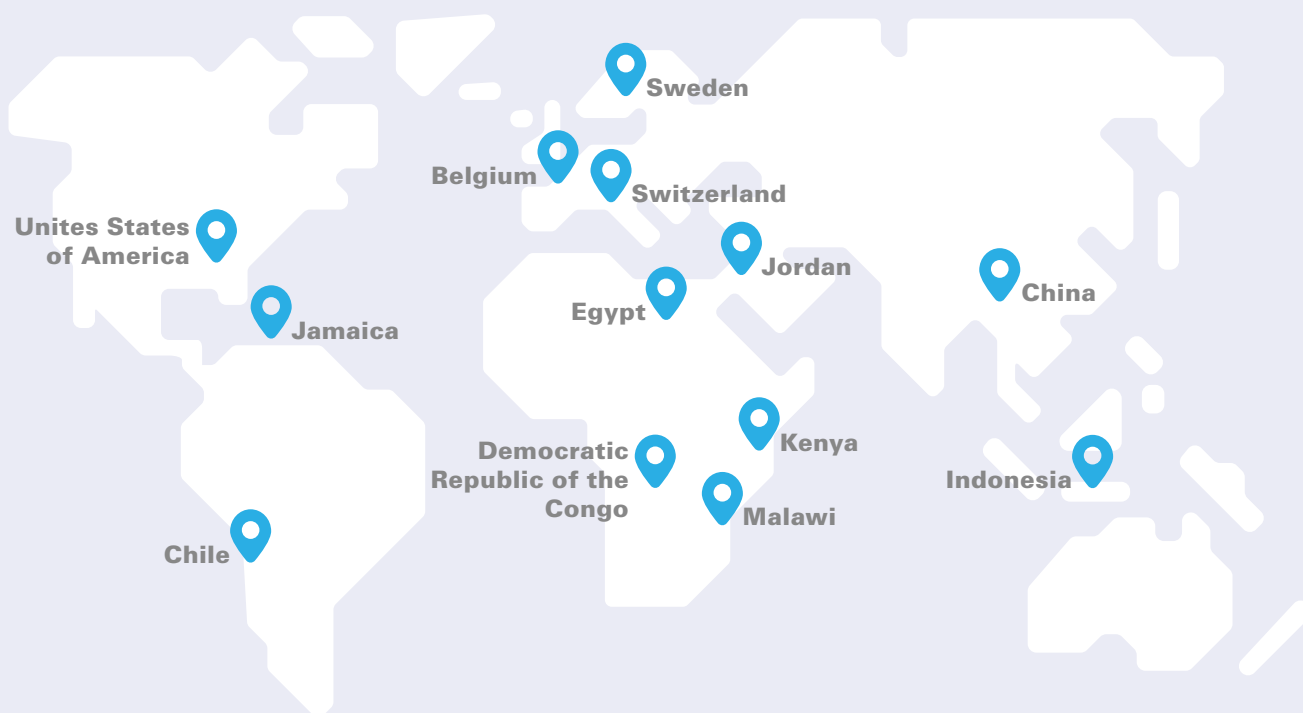 Sweden
Belgium
Switzerland
Unites States
of America
Jordan
China
Egypt
Jamaica
Kenya
Democratic
Republic of the
Congo
Indonesia
Malawi
Chile